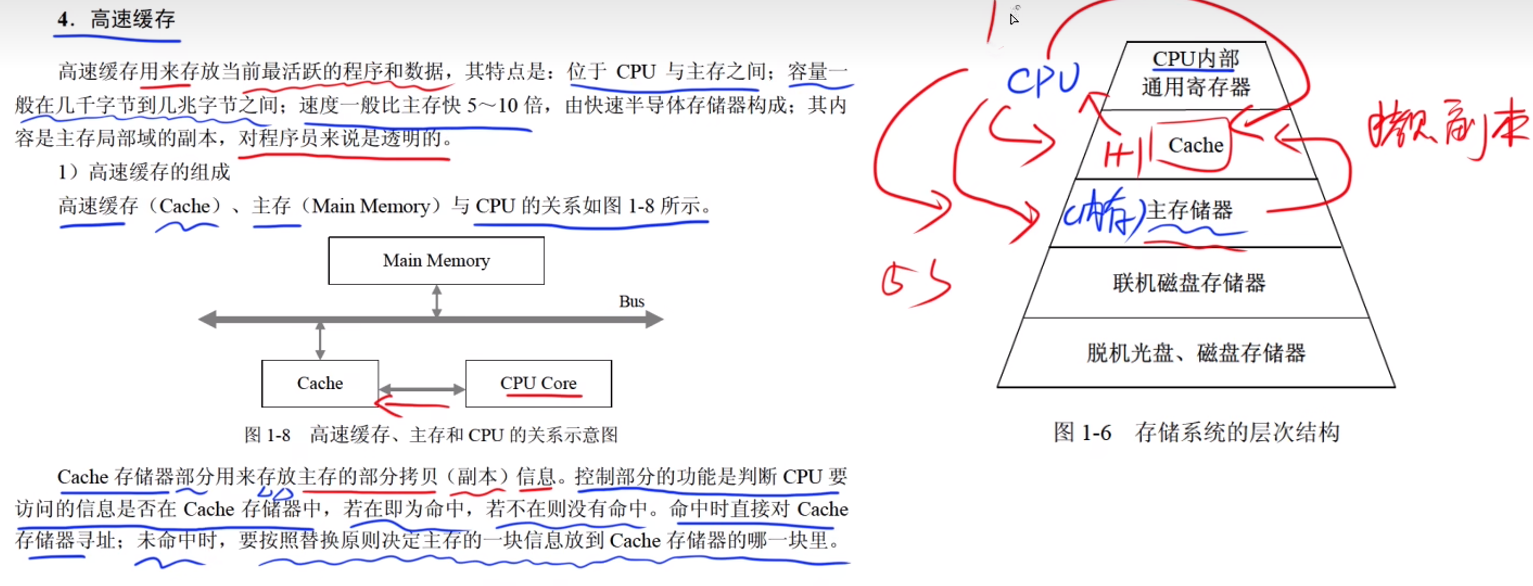 4．高速缓存
高速缓存用来存放当前最活跃的程序和数据，其特点是：位于 CPU 与主存之间；容量一
般在几千字节到几兆字节之间；速度一般比主存快 5～10 倍，由快速半导体存储器构成；其内
容是主存局部域的副本，对程序员来说是透明的。
1）高速缓存的组成
高速缓存（Cache）、主存（Main Memory）与 CPU 的关系如图 1-8 所示。
Main Memory
Bus
Cache
CPU Core
图 1-8 高速缓存、主存和 CPU 的关系示意图
Cache 存储器部分用来存放主存的部分拷贝（副本）信息。控制部分的功能是判断 CPU 要
访问的信息是否在 Cache 存储器中，若在即为命中，若不在则没有命中。命中时直接对 Cache
存储器寻址；未命中时，要按照替换原则决定主存的一块信息放到 Cache 存储器的哪一块里。
CPU
CPU内部
通用寄存器
Cache
副本
(内存)主存储器
联机磁盘存储器
脱机光盘、磁盘存储器
图 1-6 存储系统的层次结构